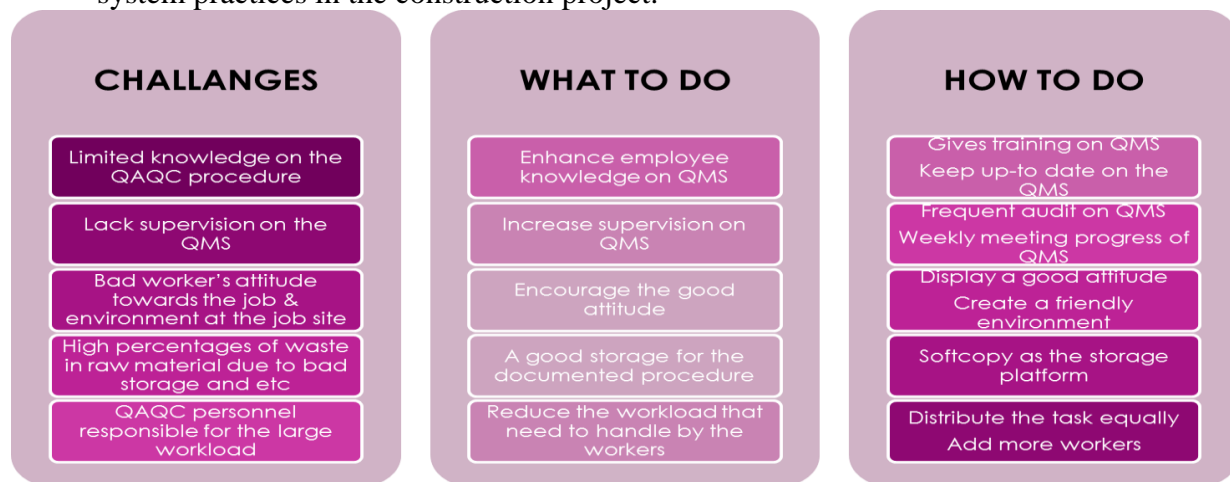 system practices in the construction project.
CHALLANGES
Limited knowledge on the
QAQC procedure
Lack supervision on the
QMS
Bad worker's attitude
towards the job &
environment at the job site
High percentages of waste
in raw material due to bad
storage and etc
QAQC personnel
responsible for the large
workload
WHAT TO DO
Enhance employee
knowledge on QMS
Increase supervision on
QMS
Encourage the good
attitude
A good storage for the
documented procedure
Reduce the workload that
need to handle by the
workers
HOW TO DO
Gives training on QMS
Keep up-to date on the
QMS
Frequent audit on QMS
Weekly meeting progress of
QMS
Display a good attitude
Create a friendly
environment
Softcopy as the storage
platform
Distribute the task equally
Add more workers